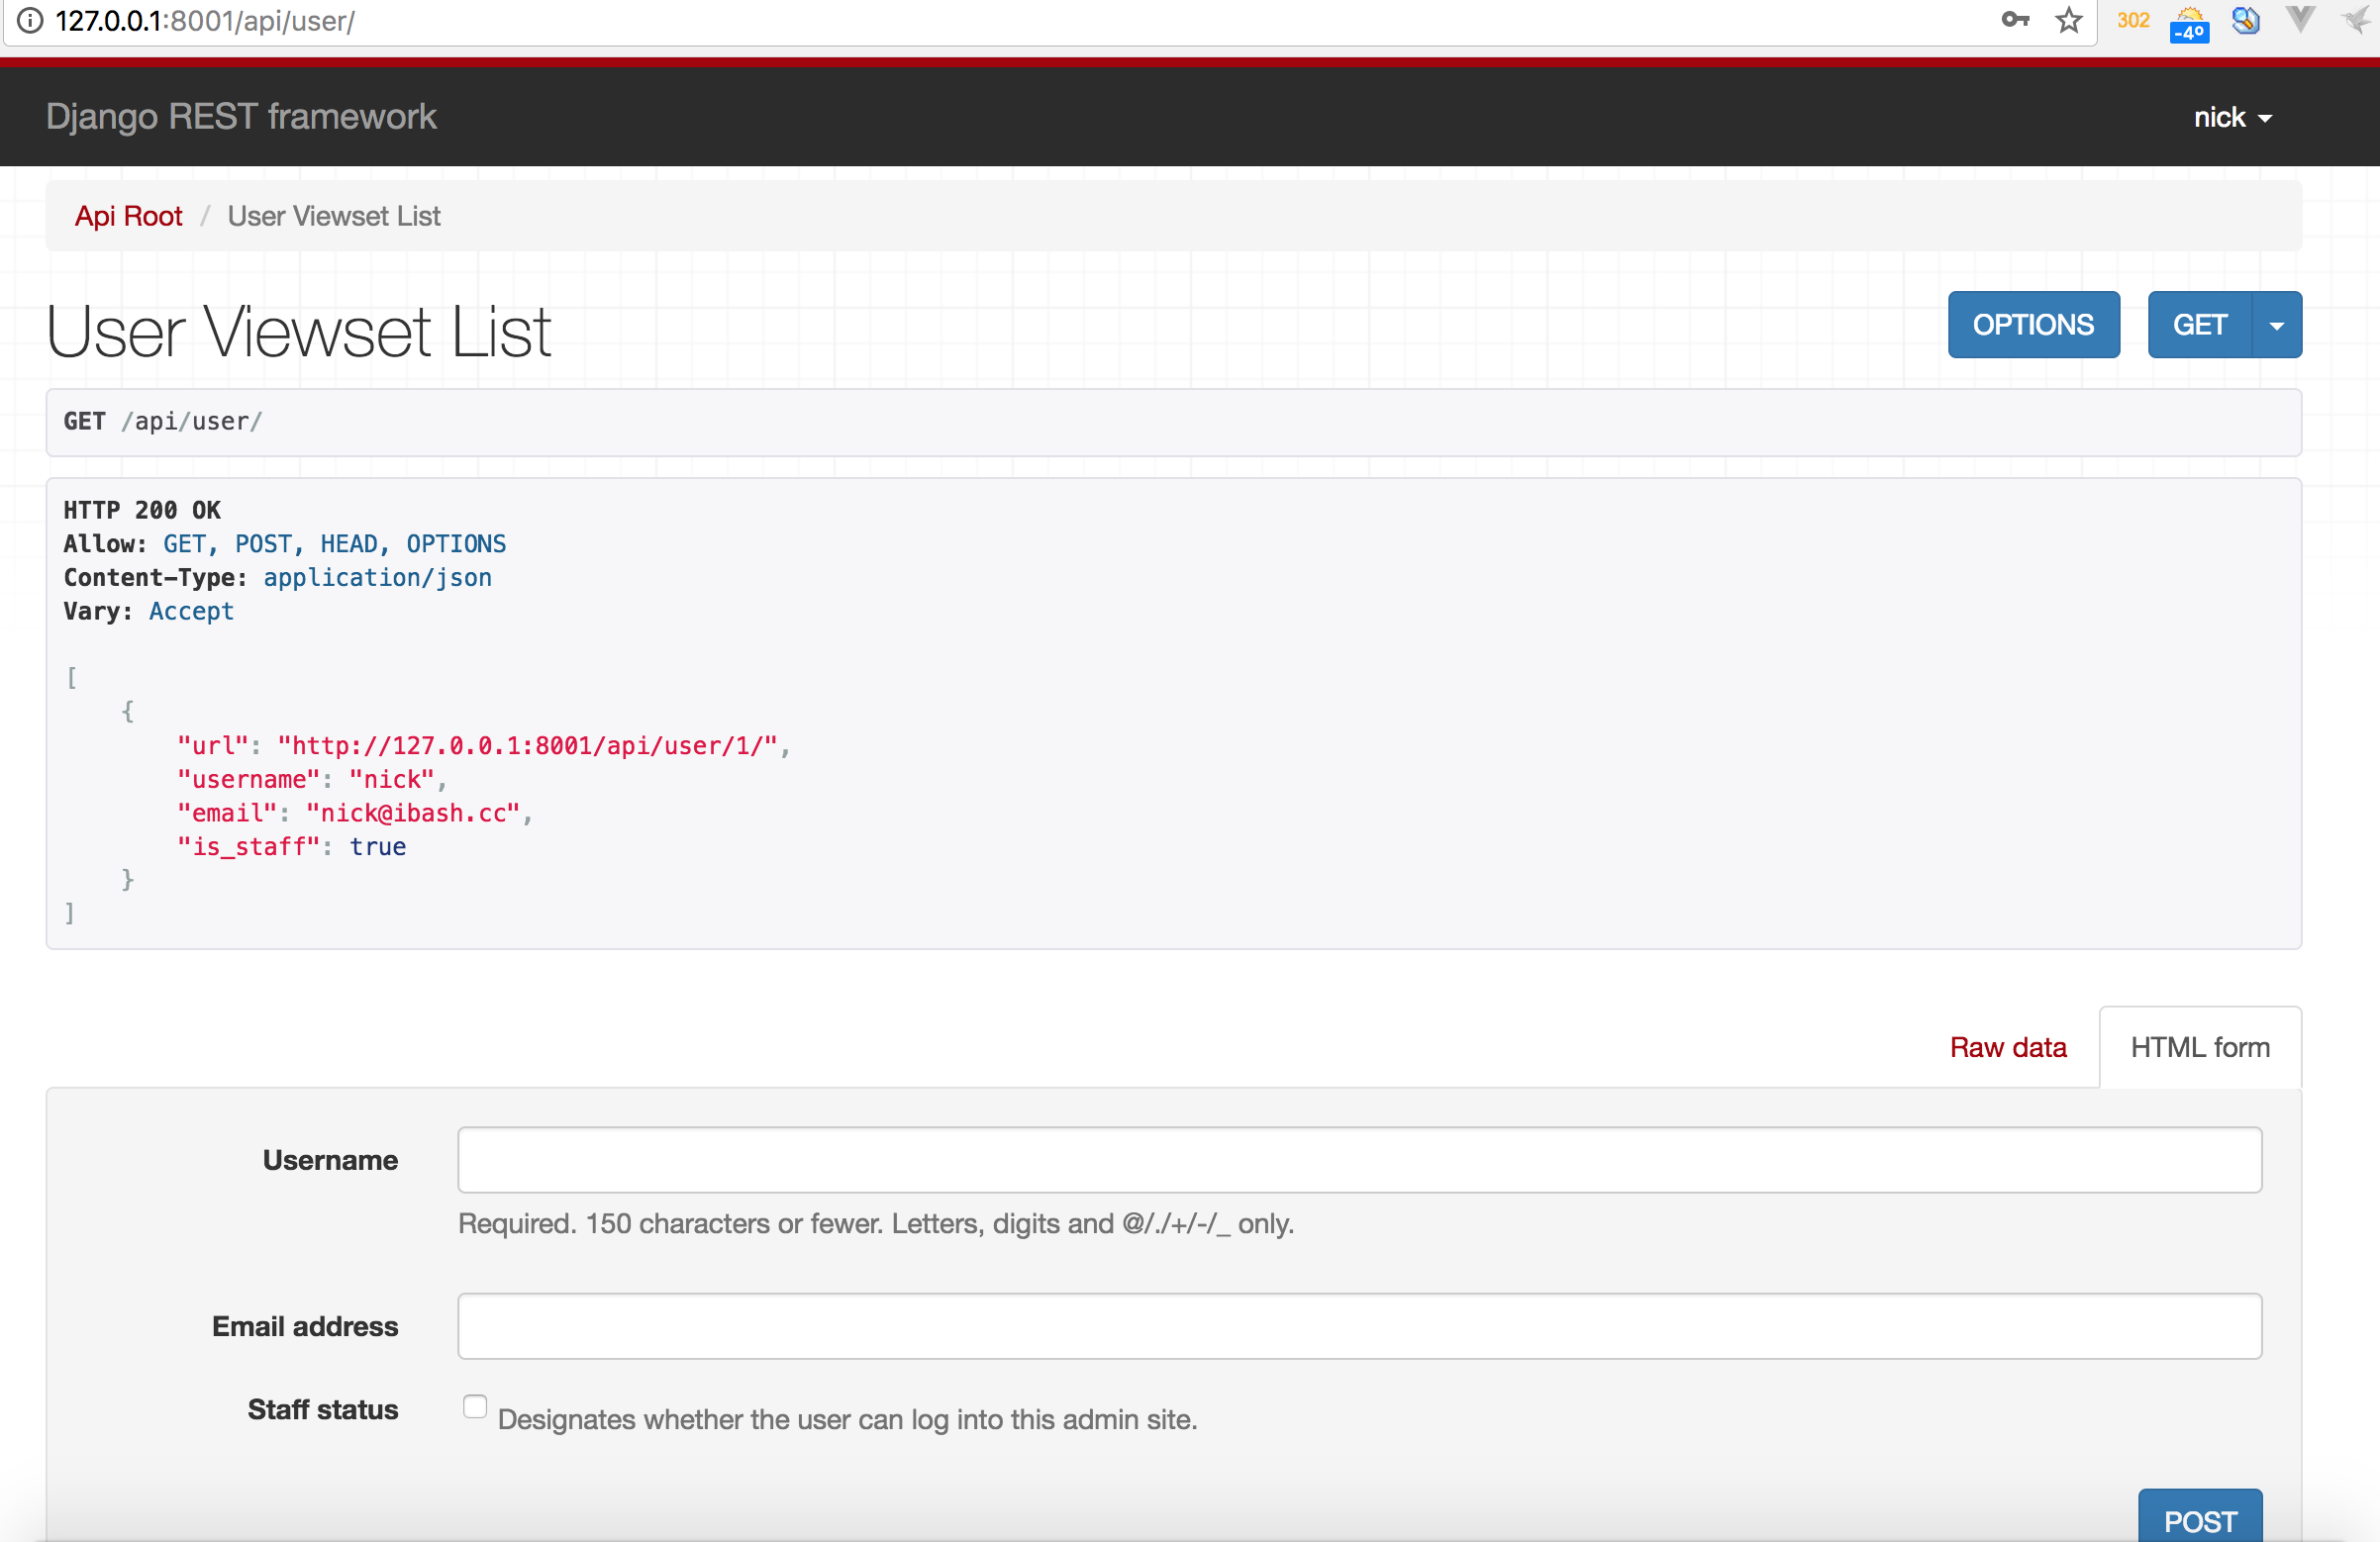 127.0.0.1:8001/api/user/
302
-4º
Django REST framework
nick
Api Root / User Viewset List
User Viewset List
OPTIONS
GET
GET /api/user/
HTTP 200 OK
Allow: GET, POST, HEAD, OPTIONS
Content-Type: application/json
Vary: Accept
[
    {
        "url": "http://127.0.0.1:8001/api/user/1/",
        "username": "nick",
        "email": "nick@ibash.cc",
        "is_staff": true
    }
]
Raw data
HTML form
Username
Required. 150 characters or fewer. Letters, digits and @/./+/-/_ only.
Email address
Staff status
Designates whether the user can log into this admin site.
POST